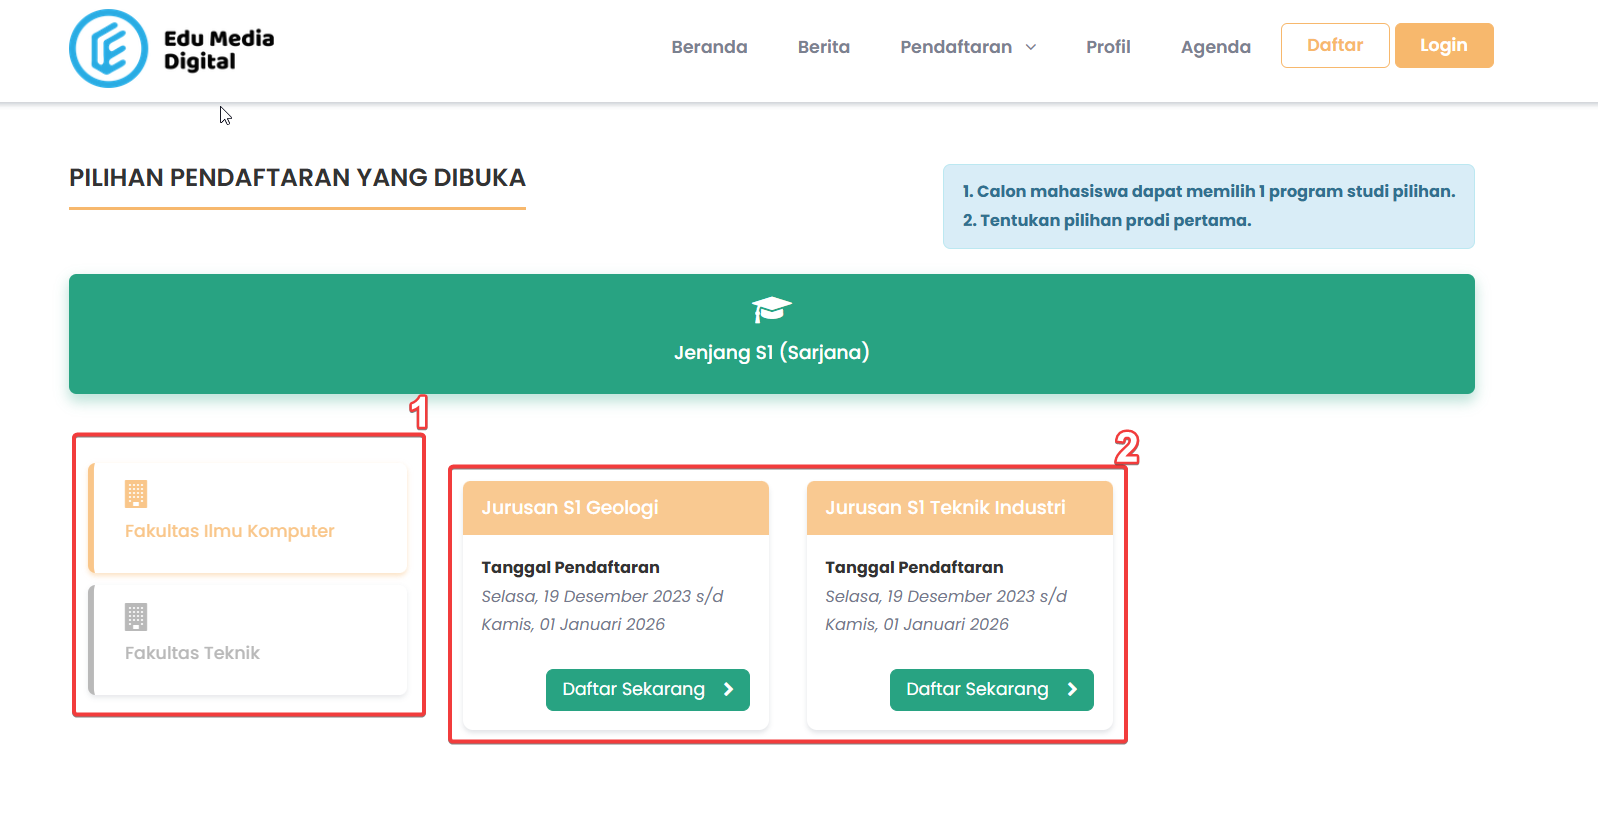 Edu Media
Digital
Beranda
Berita
Pendaftaran
Profil
Agenda
Daftar
Login
PILIHAN PENDAFTARAN YANG DIBUKA
1. Calon mahasiswa dapat memilih 1 program studi pilihan.
2. Tentukan pilihan prodi pertama.
Jenjang S1 (Sarjana)
1
Fakultas Ilmu Komputer
Fakultas Teknik
2
Jurusan S1 Geologi
Tanggal Pendaftaran
Selasa, 19 Desember 2023 s/d
Kamis, 01 Januari 2026
Daftar Sekarang
Jurusan S1 Teknik Industri
Tanggal Pendaftaran
Selasa, 19 Desember 2023 s/d
Kamis, 01 Januari 2026
Daftar Sekarang